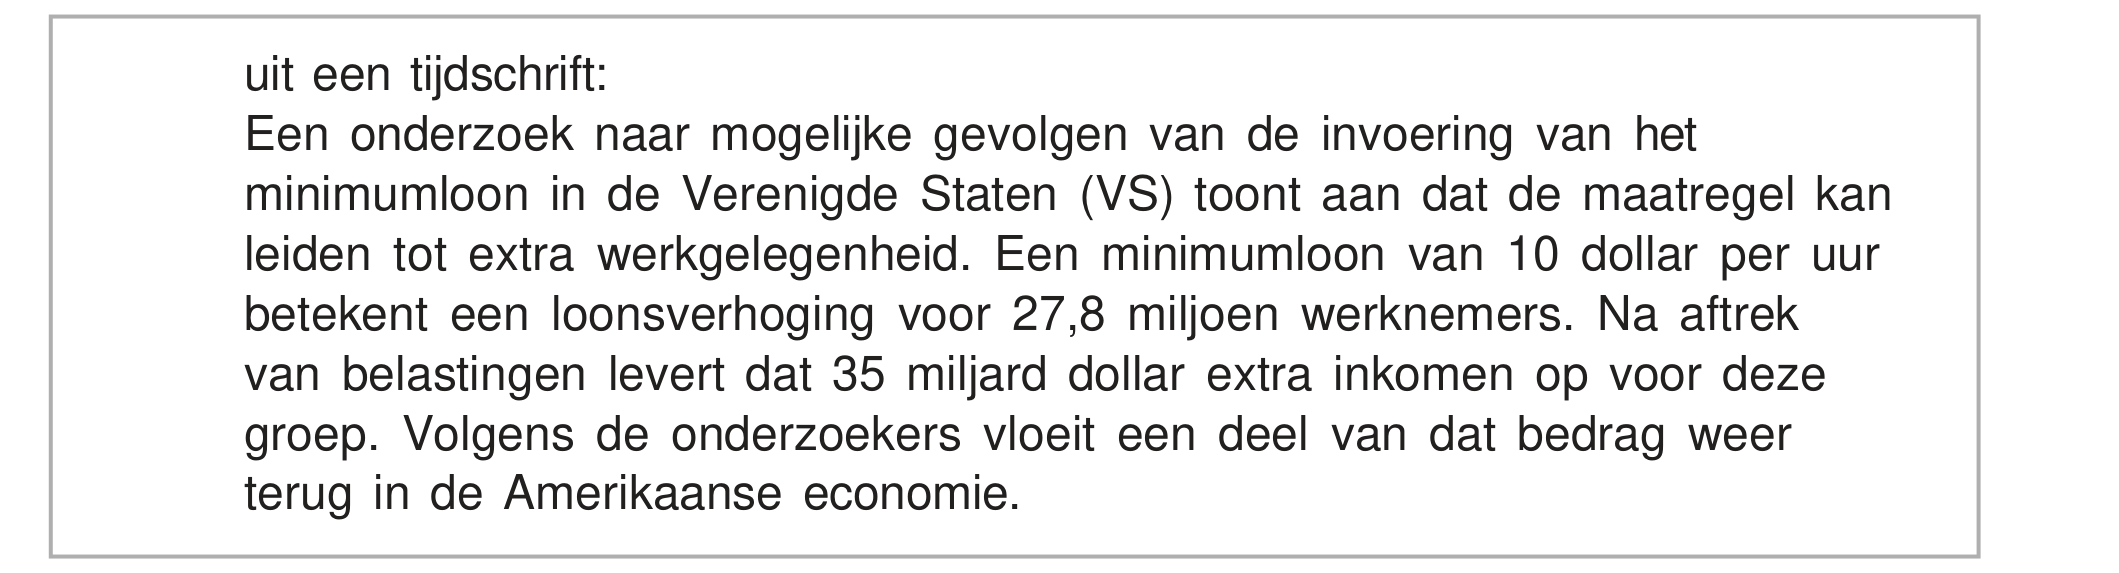 uit een tijdschrift:
Een onderzoek naar mogelijke gevolgen van de invoering van het
minimumloon in de Verenigde Staten (VS) toont aan dat de maatregel kan
leiden tot extra werkgelegenheid. Een minimumloon van 10 dollar per uur
betekent een loonsverhoging voor 27,8 miljoen werknemers. Na aftrek
van belastingen levert dat 35 miljard dollar extra inkomen op voor deze
groep. Volgens de onderzoekers vloeit een deel van dat bedrag weer
terug in de Amerikaanse economie.